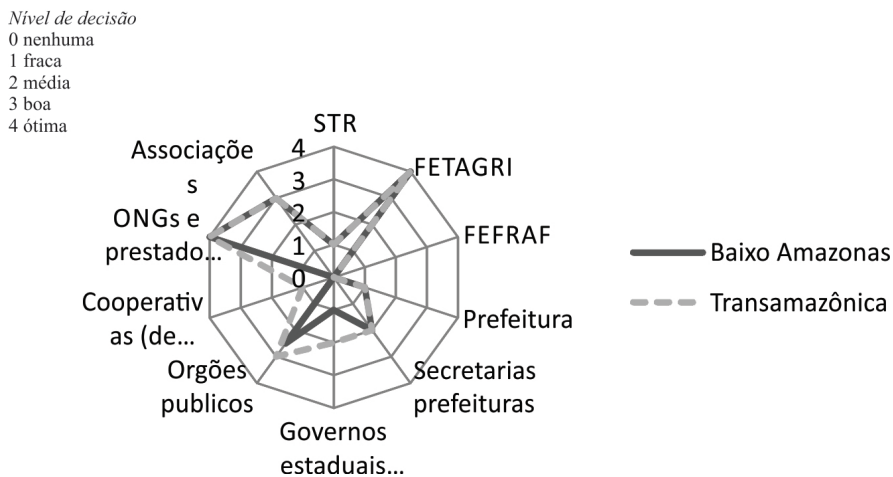 Nível de decisão
0 nenhuma
1 fraca
2 média
3 boa
4 ótima
STR
4
3
2
1
0
FETAGRI
FEFRAF
Prefeitura
Secretarias
prefeituras
Governos
estaduais...
Orgões
publicos
Cooperativ
as (de...
ONGs e
prestado...
Associaçõe
s
Baixo Amazonas
Transamazônica